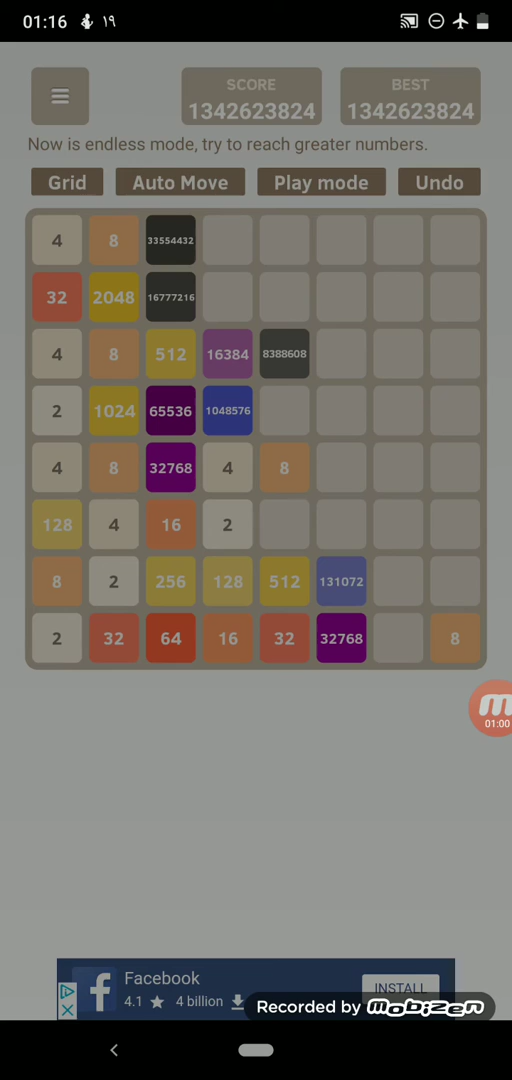 01:16 ١٩
SCORE BEST
1342623824 1342623824
Now is endless mode, try to reach greater numbers.
Grid Auto Move Play mode Undo
4 8 33554432
32 2048 16777216
4 8 512 16384 8388608
2 1024 65536 1048576
4 8 32768 4 8
128 4 16 2
8 2 256 128 512 131072
2 32 64 16 32 32768 8
01:00
Facebook
4.1 ★ 4 billion
INSTALL
Recorded by mobizen